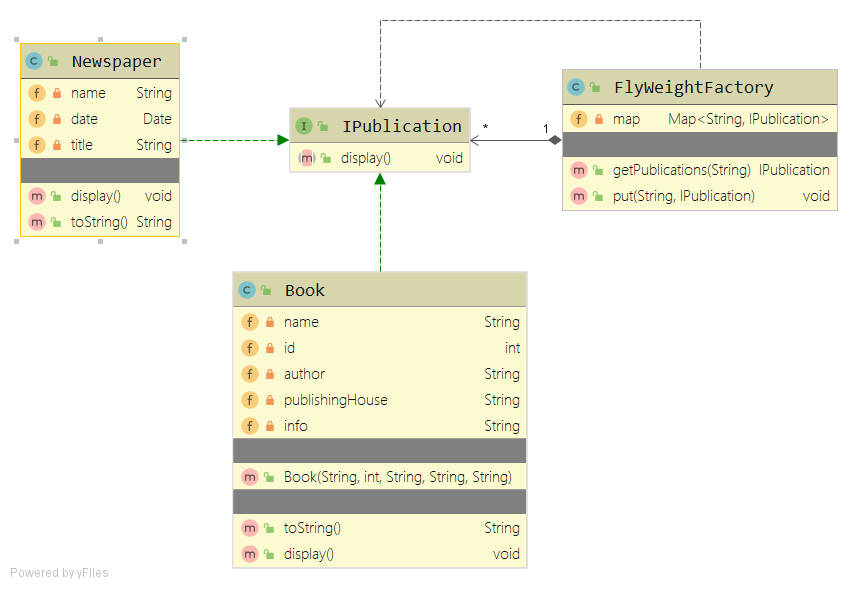 C Newspaper
f name String
f date Date
f title String
m display() void
m toString() String
I IPublication
m display() void
* 1
C FlyWeightFactory
f map Map<String, IPublication>
m getPublications(String) IPublication
m put(String, IPublication) void
C Book
f name String
f id int
f author String
f publishingHouse String
f info String
m Book(String, int, String, String, String)
m toString() String
m display() void
Powered by yFiles